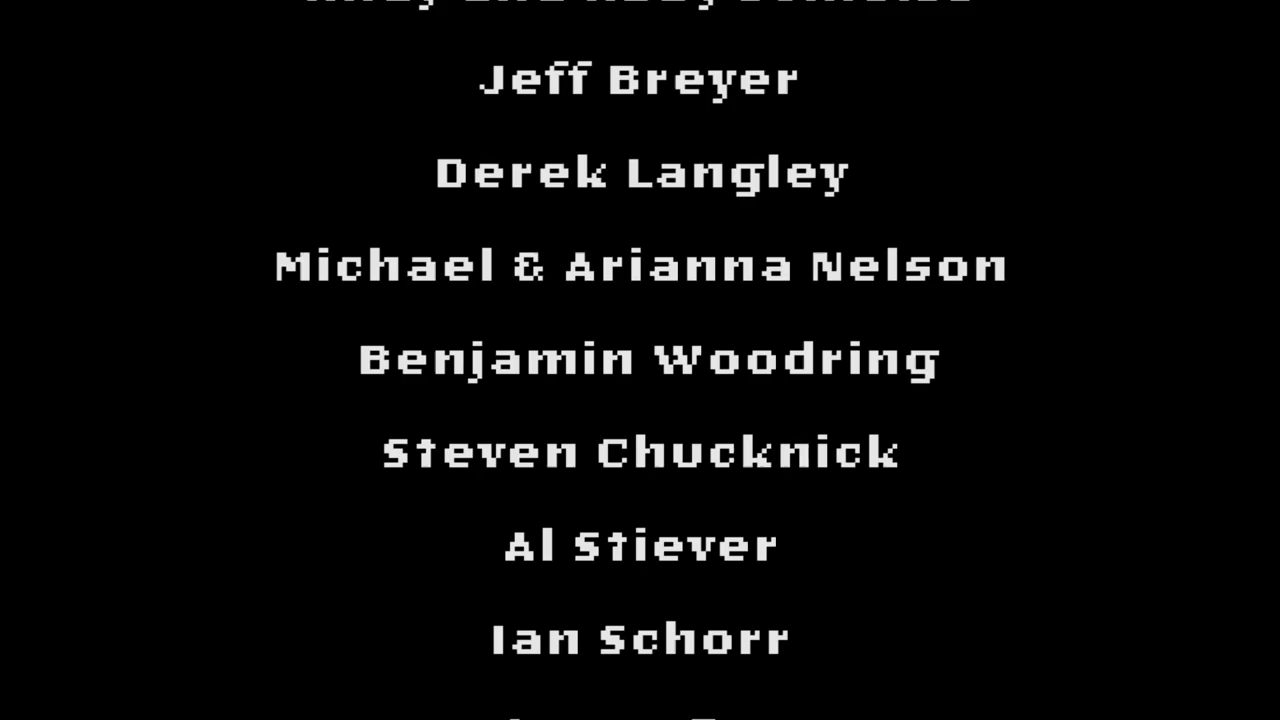 Jeff Breyer
Derek Langley
Michael & Arianna Nelson
Benjamin Woodring
Steven Chucknick
Al Stiever
Ian Schorr